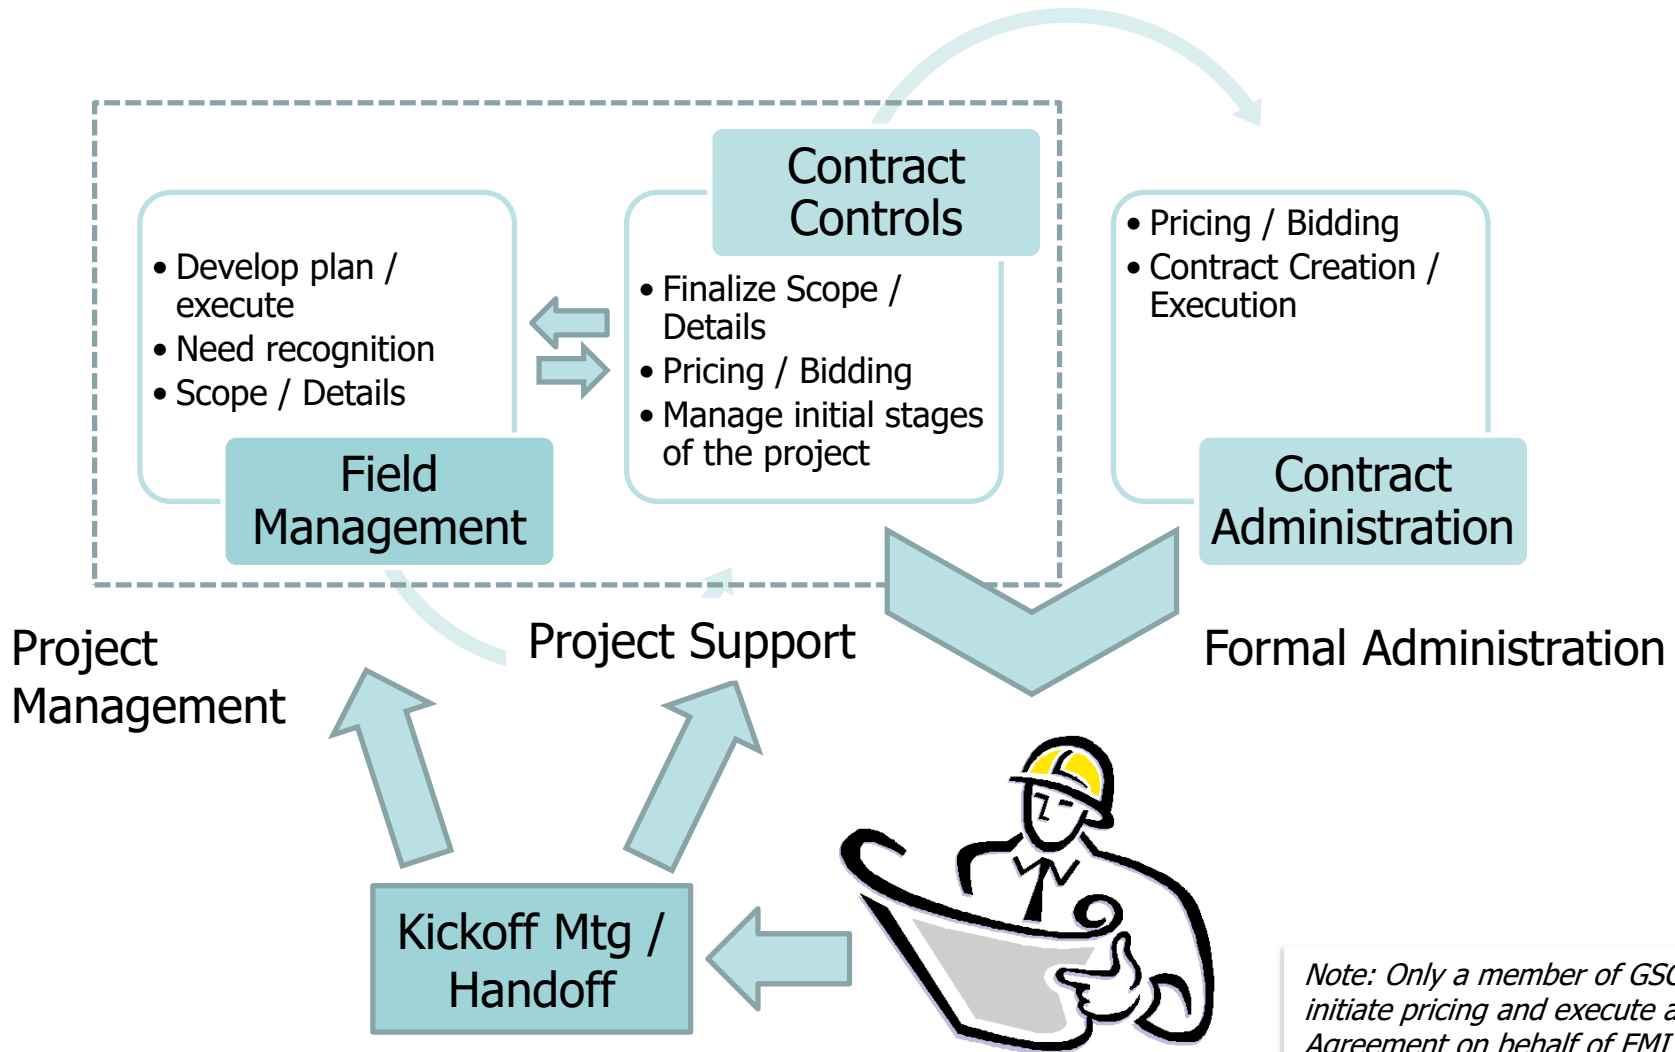 Contract
Controls
• Develop plan /
execute
• Need recognition
• Scope / Details
Field
Management
• Finalize Scope /
Details
• Pricing / Bidding
• Manage initial stages
of the project
• Pricing / Bidding
• Contract Creation /
Execution
Contract
Administration
Project
Management
Project Support
Formal Administration
Kickoff Mtg /
Handoff
Note: Only a member of
initiate pricing and execute
Agreement on behalf of FMI